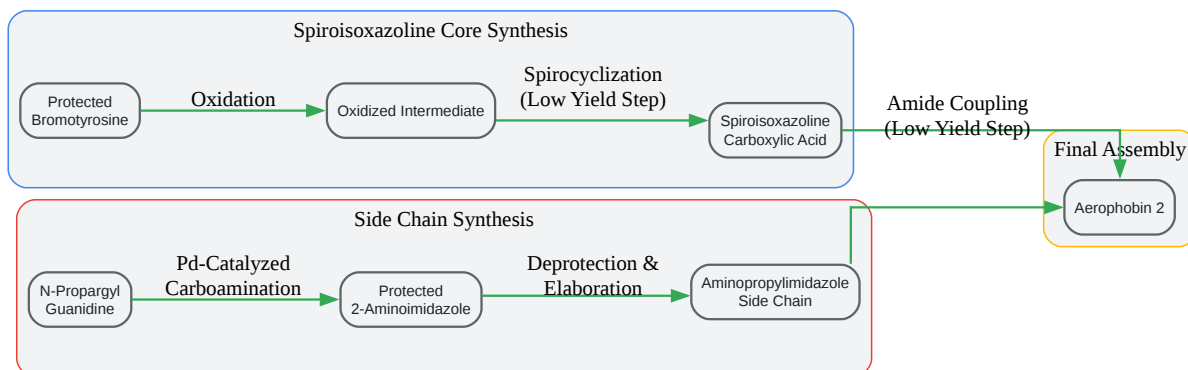 Spiroisoxazoline Core Synthesis
Protected
Bromotyrosine
Oxidation
Oxidized Intermediate
Spirocyclization
(Low Yield Step)
Spiroisoxazoline
Carboxylic Acid
Amide Coupling
(Low Yield Step)
Final Assembly
Aerophobin 2
Side Chain Synthesis
N-Propargyl
Guanidine
Pd-Catalyzed
Carboamination
Protected
2-Aminoimidazole
Deprotection &
Elaboration
Aminopropylimidazole
Side Chain